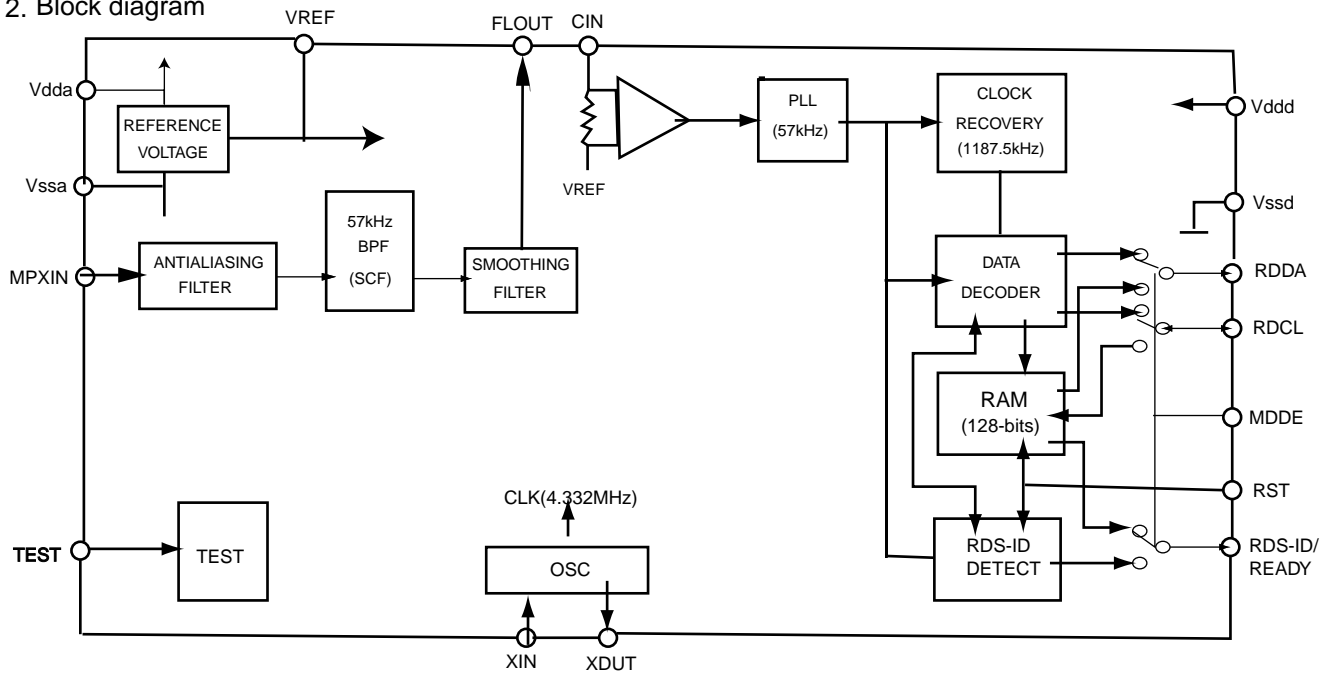 2. Block diagram
VREF
FLOUT
CIN
Vdda
REFERENCE
VOLTAGE
Vssa
VREF
PLL
(57kHz)
CLOCK
RECOVERY
(1187.5kHz)
Vddd
Vssd
MPXIN
ANTIALIASING
FILTER
57kHz
BPF
(SCF)
SMOOTHING
FILTER
DATA
DECODER
RDDA
RDCL
RAM
(128-bits)
MDDE
RST
RDS-ID
DETECT
RDS-ID/
READY
TEST
TEST
CLK(4.332MHz)
OSC
XIN
XDUT